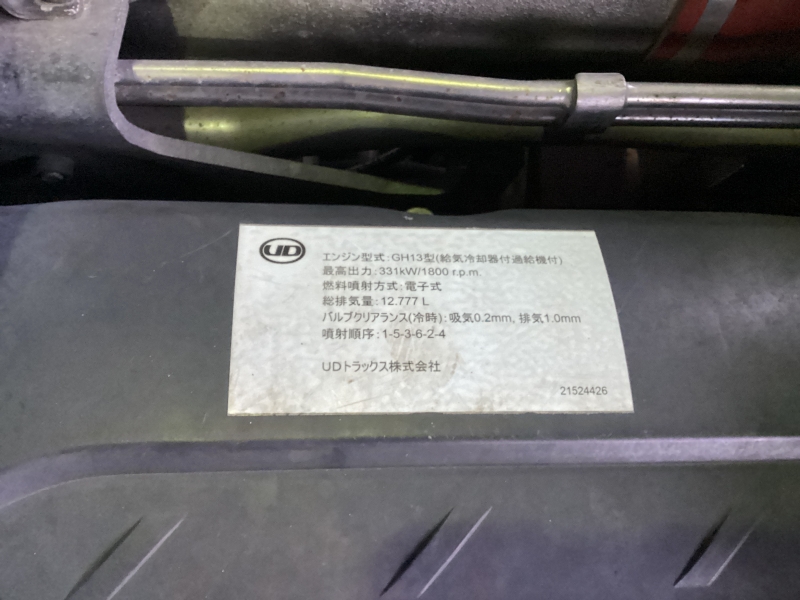 UD
エンジン型式:GH13型(給気冷却器付過給機付)
最高出力:331kW/1800 r.p.m.
燃料噴射方式:電子式
総排気量:12.777 L
バルブクリアランス(冷時):吸気0.2mm, 排気1.0mm
噴射順序:1-5-3-6-2-4
UDトラックス株式会社
21524426